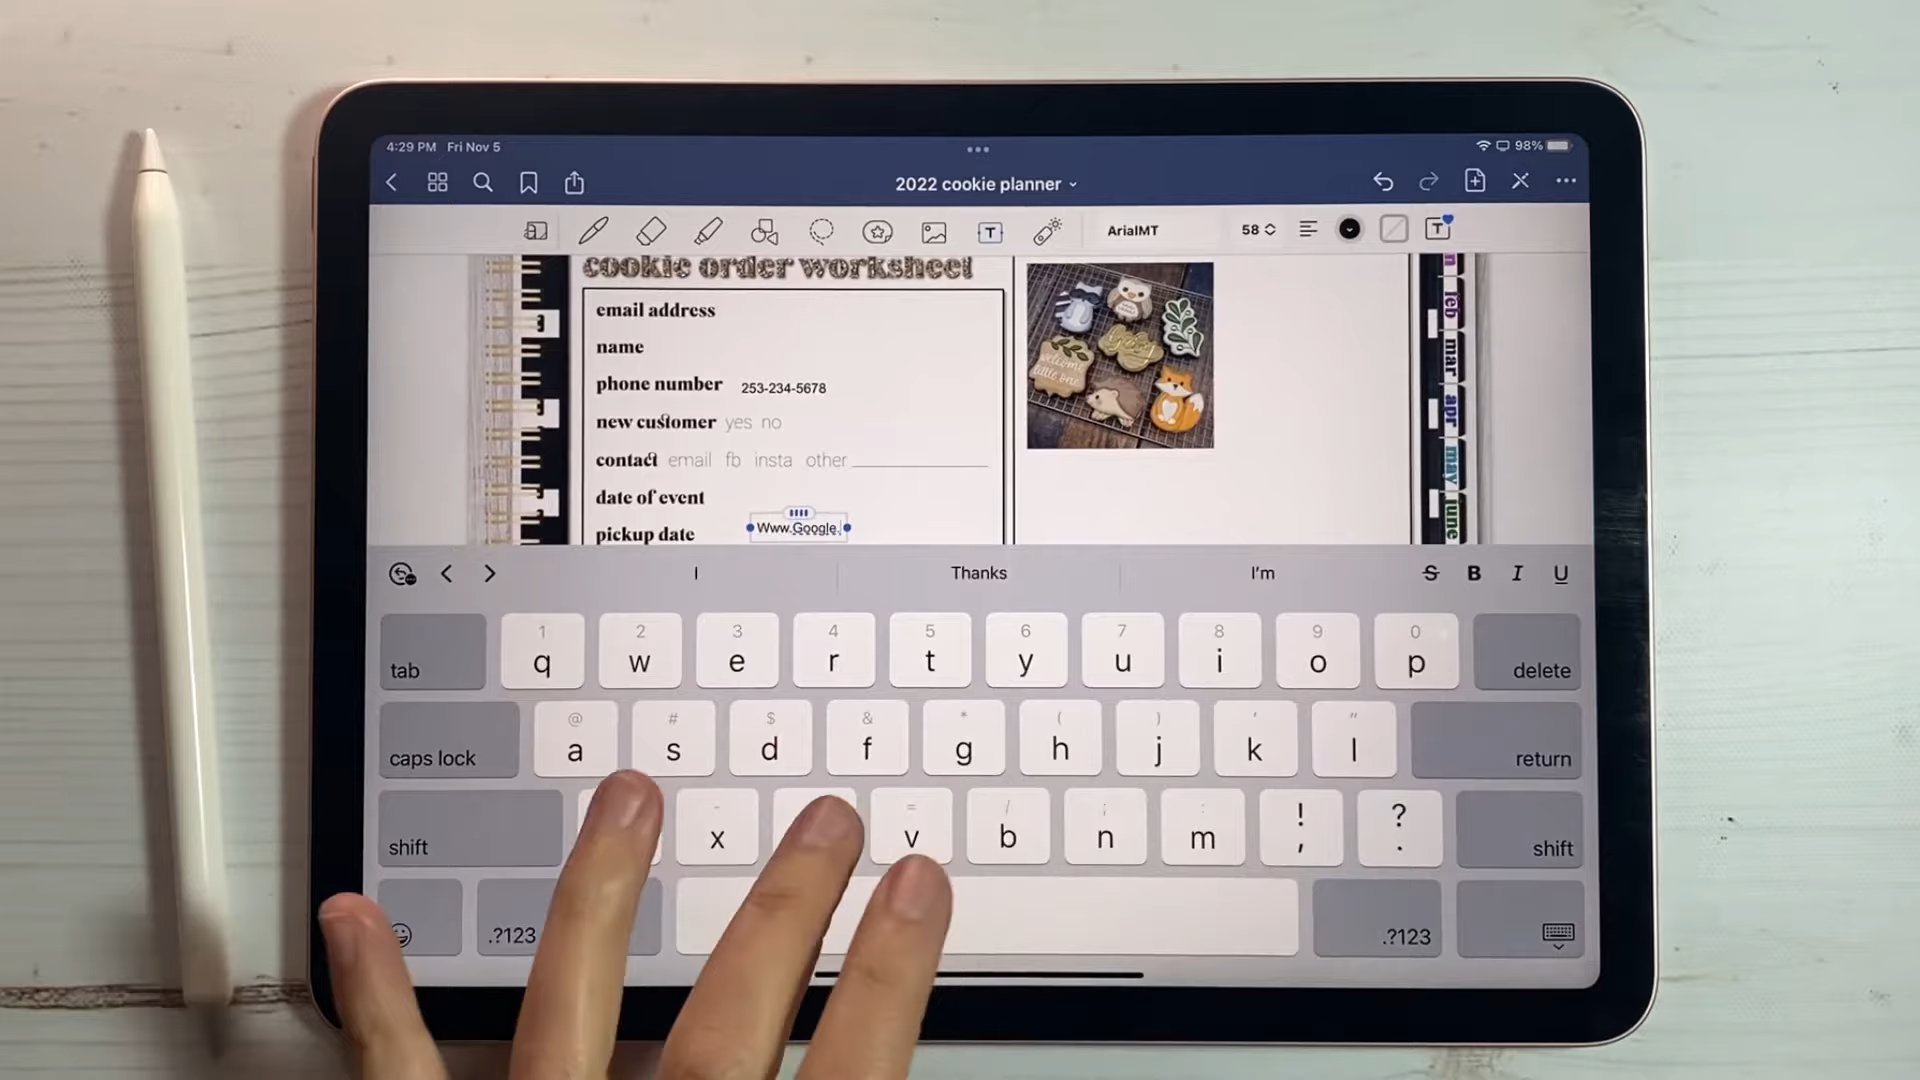 4:29 PM Fri Nov 5
98%
2022 cookie planner
T
ArialMT
58
T
cookie order worksheet
email address
name
phone number 253-234-5678
new customer yes no
contact email fb insta other
date of event
pickup date
Www.Google.
welcome
little one
feb
mar
apr
may
june
I
Thanks
I'm
S B I U
tab
1 2 3 4 5 6 7 8 9 0
q w e r t y u i o p
delete
@ # $ & * ( ) ' "
caps lock
a s d f g h j k l
return
- = / ; :
shift
x v b n m ! , ? .
shift
.?123
.?123